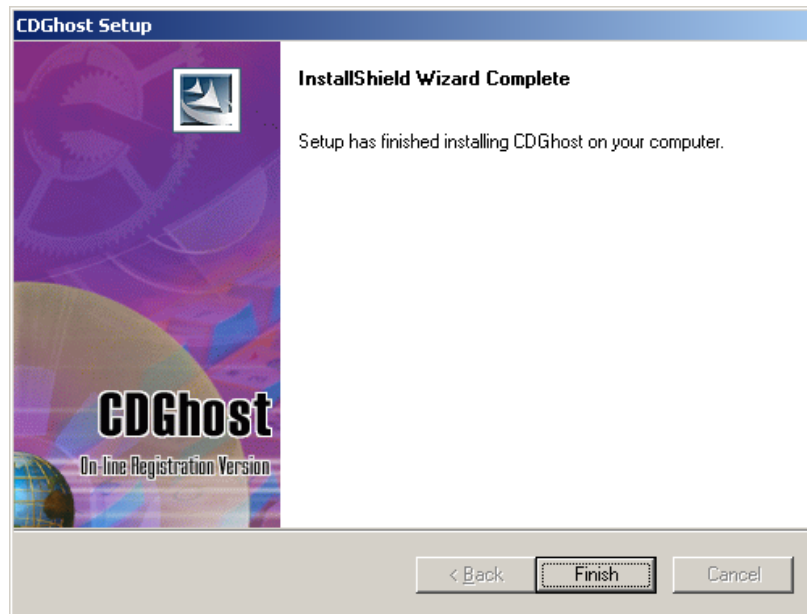 CDGhost Setup
InstallShield Wizard Complete
Setup has finished installing CDGhost on your computer.
CDGhost
On-line Registration Version
< Back
Finish
Cancel